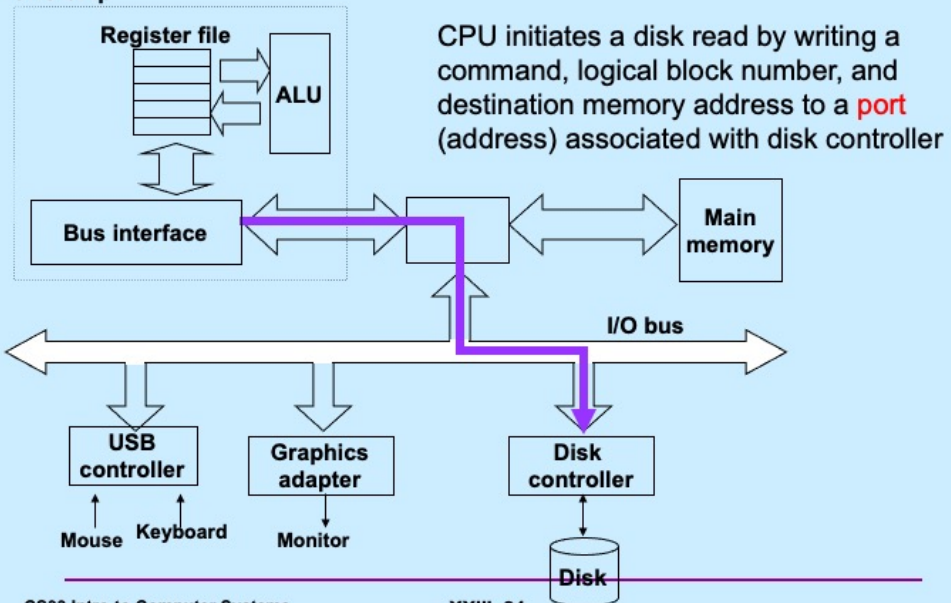 Register file
ALU
CPU initiates a disk read by writing a
command, logical block number, and
destination memory address to a port
(address) associated with disk controller
Bus interface
Main
memory
I/O bus
USB
controller
Graphics
adapter
Disk
controller
Mouse
Keyboard
Monitor
Disk